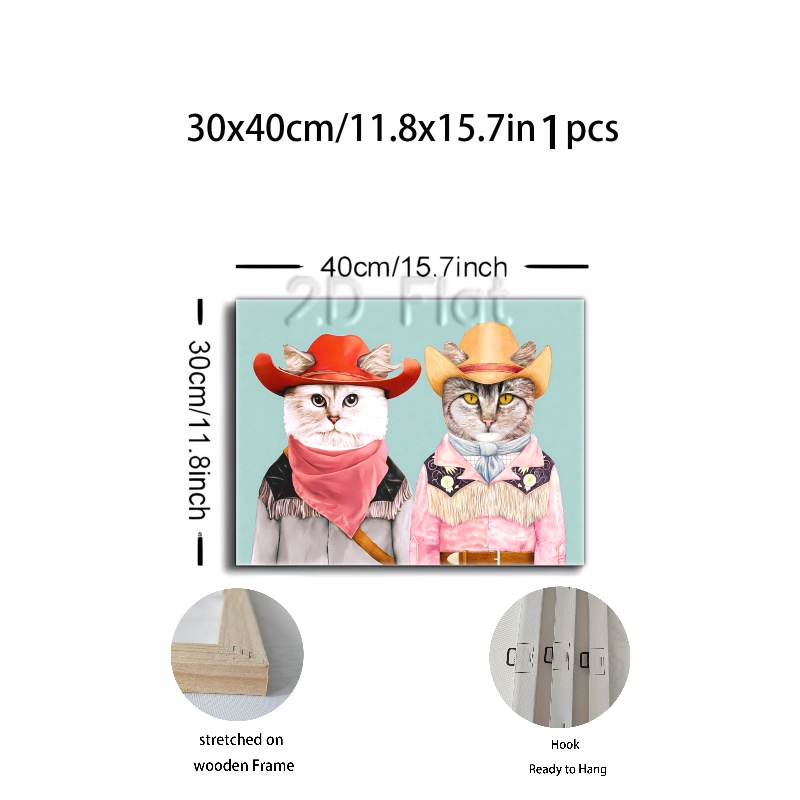 30x40cm/11.8x15.7in 1 pcs
40cm/15.7inch
2.D Flat
30cm/11.8inch
stretched on
wooden Frame
Hook
Ready to Hang